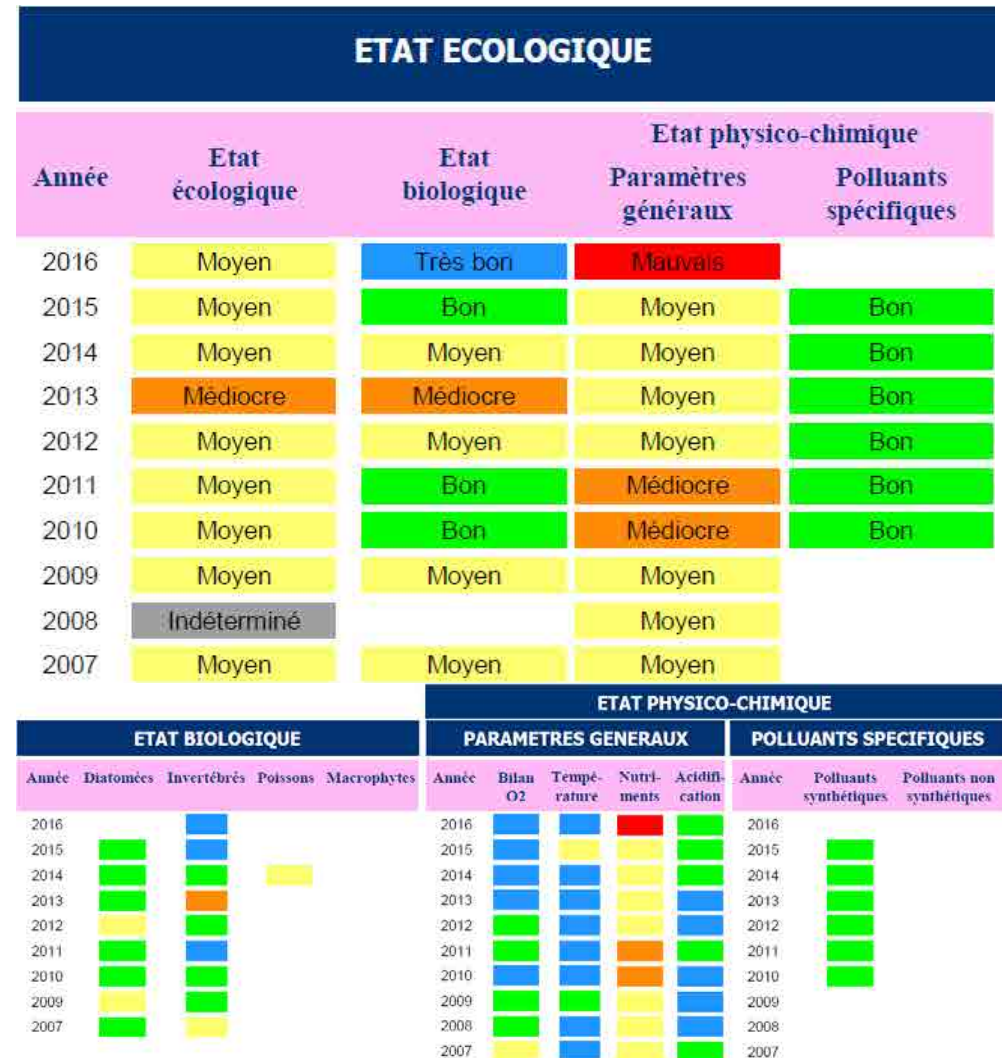 ETAT ECOLOGIQUE
Année Etat écologique Etat biologique Etat physico-chimique
Paramètres généraux Polluants spécifiques
2016 Moyen Très bon Mauvais
2015 Moyen Bon Moyen Bon
2014 Moyen Moyen Moyen Bon
2013 Médiocre Médiocre Moyen Bon
2012 Moyen Moyen Moyen Bon
2011 Moyen Bon Médiocre Bon
2010 Moyen Bon Médiocre Bon
2009 Moyen Moyen Moyen
2008 Indéterminé Moyen
2007 Moyen Moyen Moyen
ETAT BIOLOGIQUE
Année Diatomées Invertébrés Poissons Macrophytes
2016
2015
2014
2013
2012
2011
2010
2009
2007
ETAT PHYSICO-CHIMIQUE
PARAMETRES GENERAUX
Année Bilan O2 Tempé-rature Nutri-ments Acidifi-cation
2016
2015
2014
2013
2012
2011
2010
2009
2008
2007
POLLUANTS SPECIFIQUES
Année Polluants synthétiques Polluants non synthétiques
2016
2015
2014
2013
2012
2011
2010
2009
2008
2007